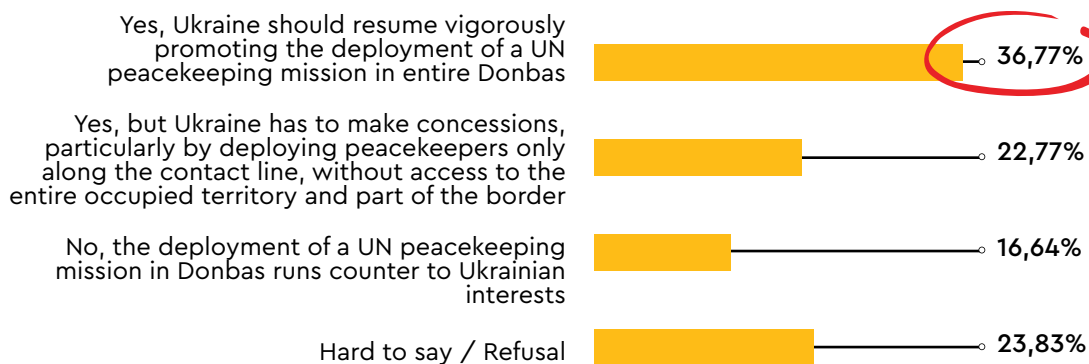 Yes, Ukraine should resume vigorously
promoting the deployment of a UN
peacekeeping mission in entire Donbas
36,77%
Yes, but Ukraine has to make concessions,
particularly by deploying peacekeepers only
along the contact line, without access to the
entire occupied territory and part of the border
22,77%
No, the deployment of a UN peacekeeping
mission in Donbas runs counter to Ukrainian
interests
16,64%
Hard to say / Refusal
23,83%